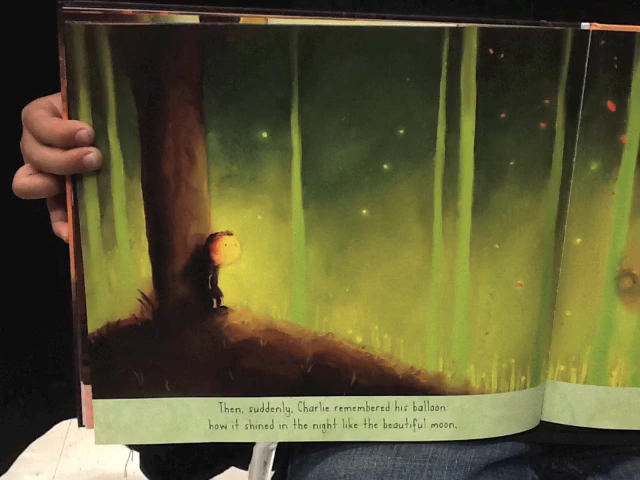 Then, suddenly, Charlie remembered his balloon:
how it shined in the night like the beautiful moon.